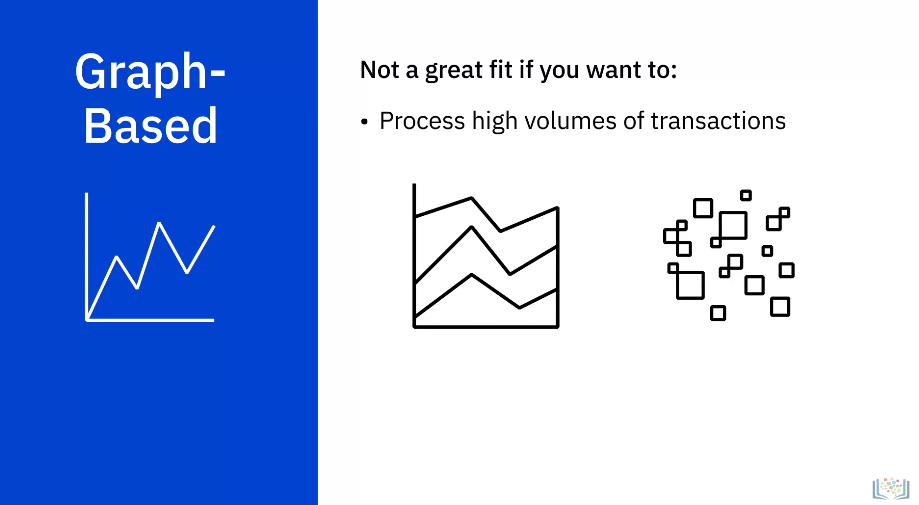 Graph-
Based
Not a great fit if you want to:
• Process high volumes of transactions